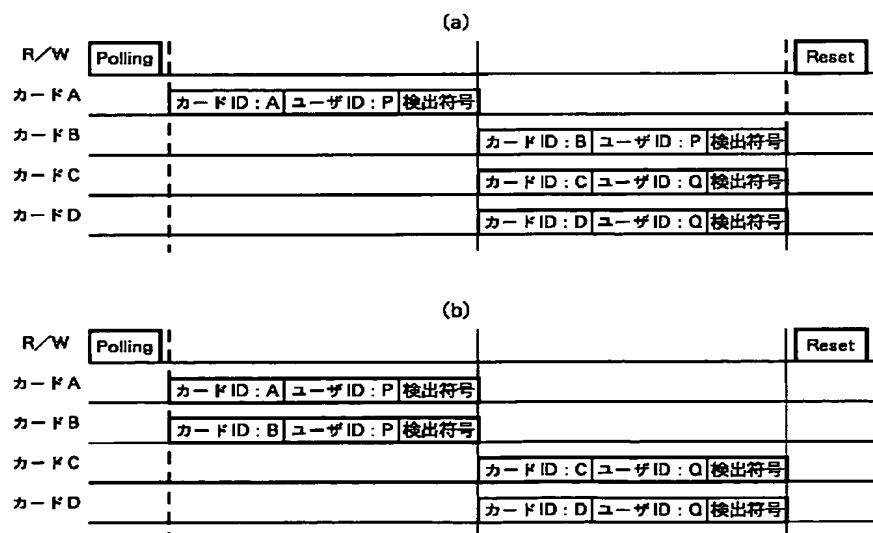 (a)
R/W Polling Reset
カードA カードID:A ユーザID:P 検出符号
カードB カードID:B ユーザID:P 検出符号
カードC カードID:C ユーザID:Q 検出符号
カードD カードID:D ユーザID:Q 検出符号
(b)
R/W Polling Reset
カードA カードID:A ユーザID:P 検出符号
カードB カードID:B ユーザID:P 検出符号
カードC カードID:C ユーザID:Q 検出符号
カードD カードID:D ユーザID:Q 検出符号